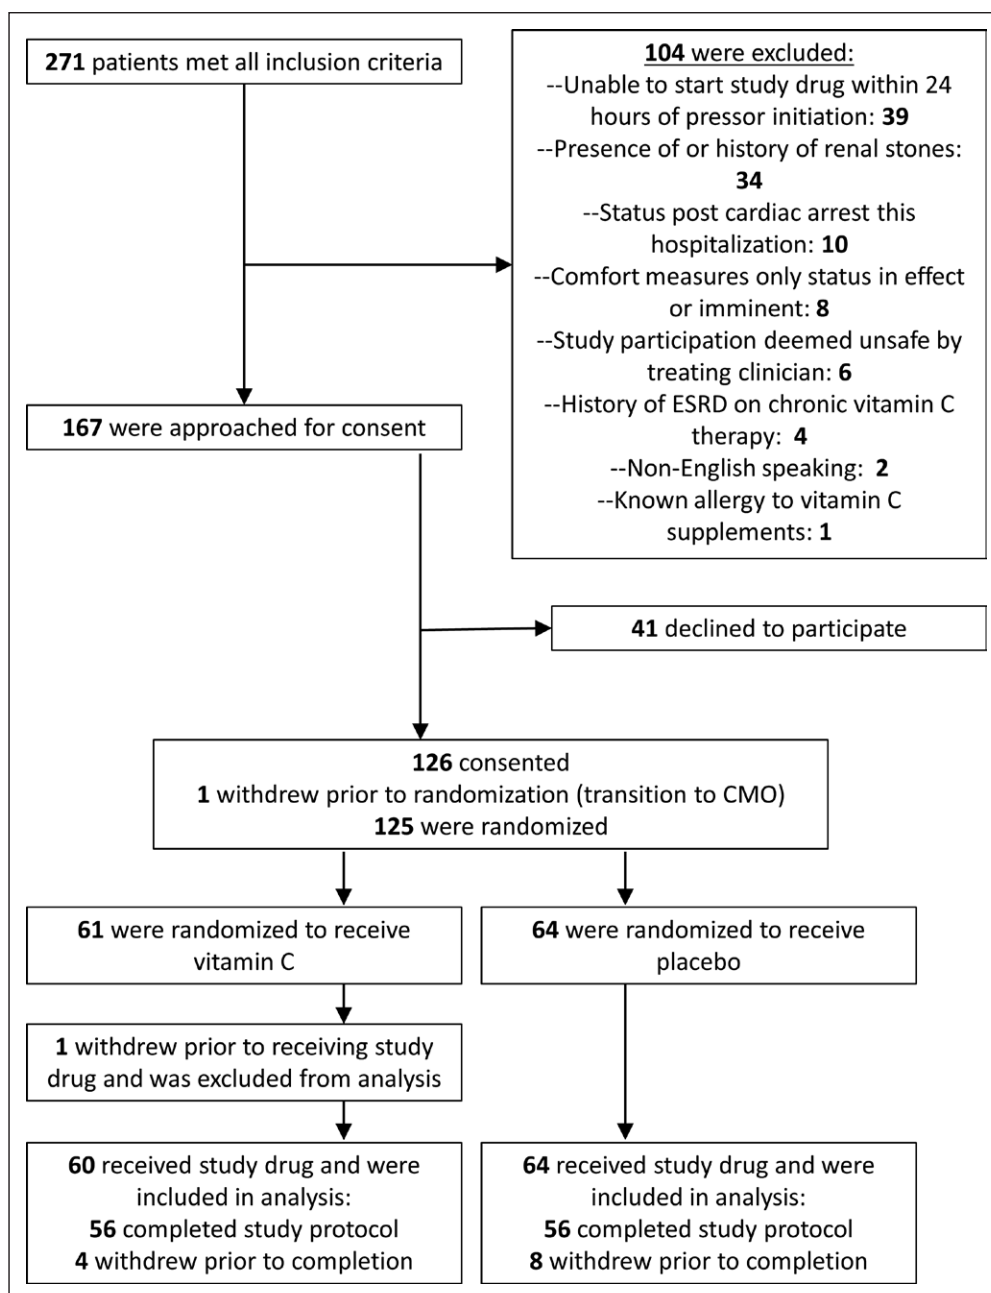 271 patients met all inclusion criteria
104 were excluded:
--Unable to start study drug within 24
hours of pressor initiation: 39
--Presence of or history of renal stones:
34
--Status post cardiac arrest this
hospitalization: 10
--Comfort measures only status in effect
or imminent: 8
--Study participation deemed unsafe by
treating clinician: 6
--History of ESRD on chronic vitamin C
therapy: 4
--Non-English speaking: 2
--Known allergy to vitamin C
supplements: 1
167 were approached for consent
41 declined to participate
126 consented
1 withdrew prior to randomization (transition to CMO)
125 were randomized
61 were randomized to receive
vitamin C
64 were randomized to receive
placebo
1 withdrew prior to receiving study
drug and was excluded from analysis
60 received study drug and were
included in analysis:
56 completed study protocol
4 withdrew prior to completion
64 received study drug and were
included in analysis:
56 completed study protocol
8 withdrew prior to completion